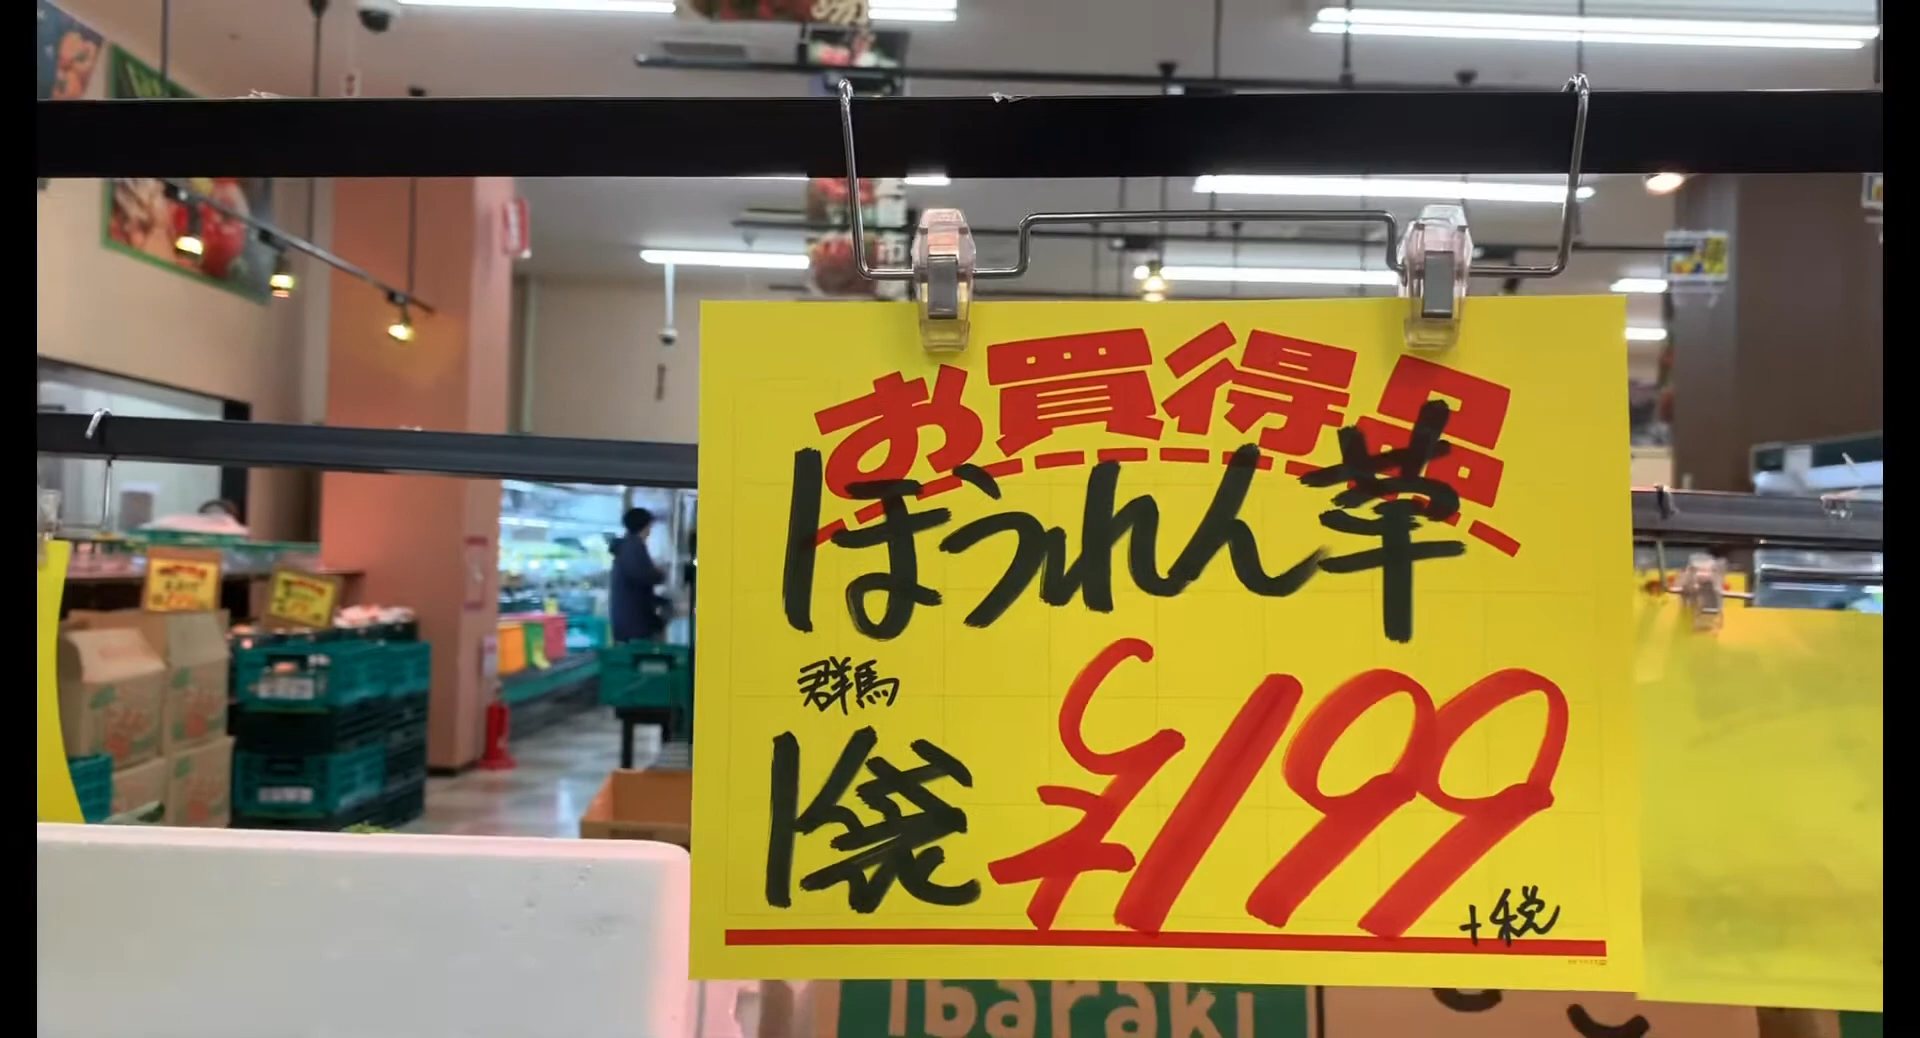 お買得品
ほうれん草
群馬
1袋 ¥199
+税
ibaraki